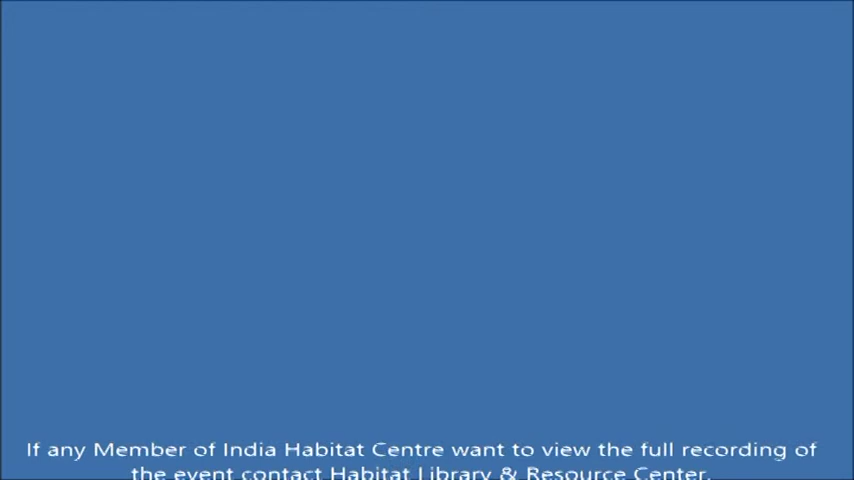 If any Member of India Habitat Centre want to view the full recording of
the event contact Habitat Library & Resource Center.